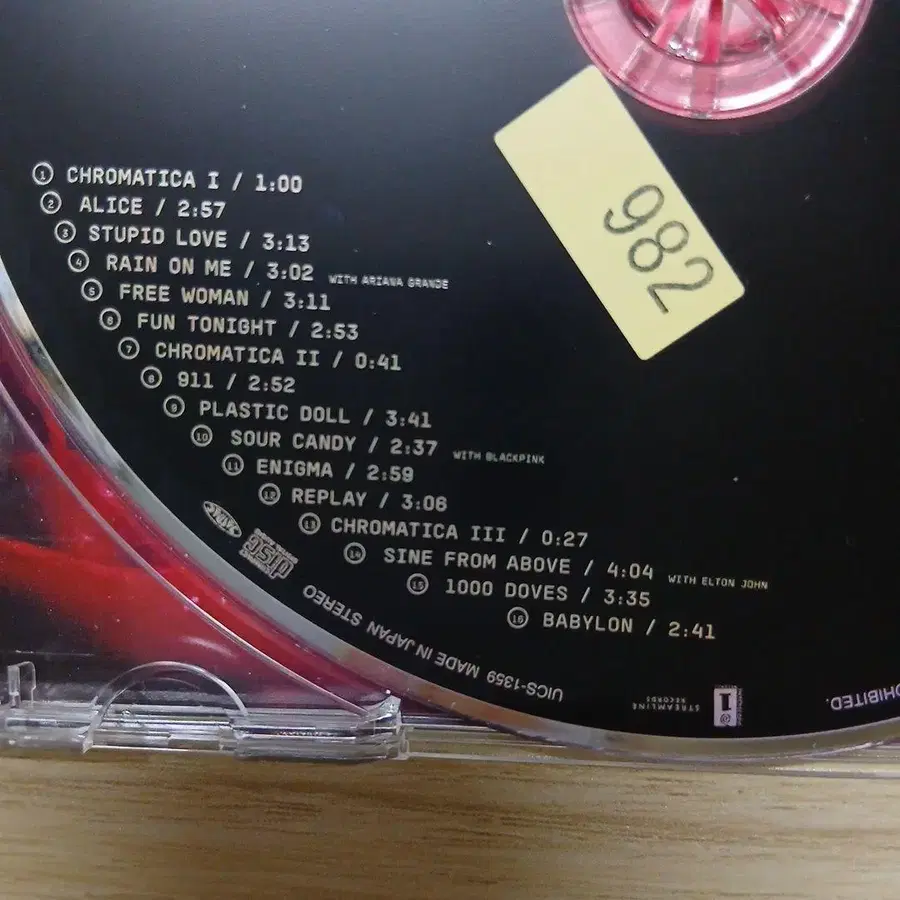 ① CHROMATICA I / 1:00
② ALICE / 2:57
③ STUPID LOVE / 3:13
④ RAIN ON ME / 3:02 WITH ARIANA GRANDE
⑤ FREE WOMAN / 3:11
⑥ FUN TONIGHT / 2:53
⑦ CHROMATICA II / 0:41
⑧ 911 / 2:52
⑨ PLASTIC DOLL / 3:41
⑩ SOUR CANDY / 2:37 WITH BLACKPINK
⑪ ENIGMA / 2:59
⑫ REPLAY / 3:06
⑬ CHROMATICA III / 0:27
⑭ SINE FROM ABOVE / 4:04 WITH ELTON JOHN
⑮ 1000 DOVES / 3:35
⑯ BABYLON / 2:41
982
disc
UICS-1359 MADE IN JAPAN STEREO
STREAMLINE
RECORDS
OHIBITED.